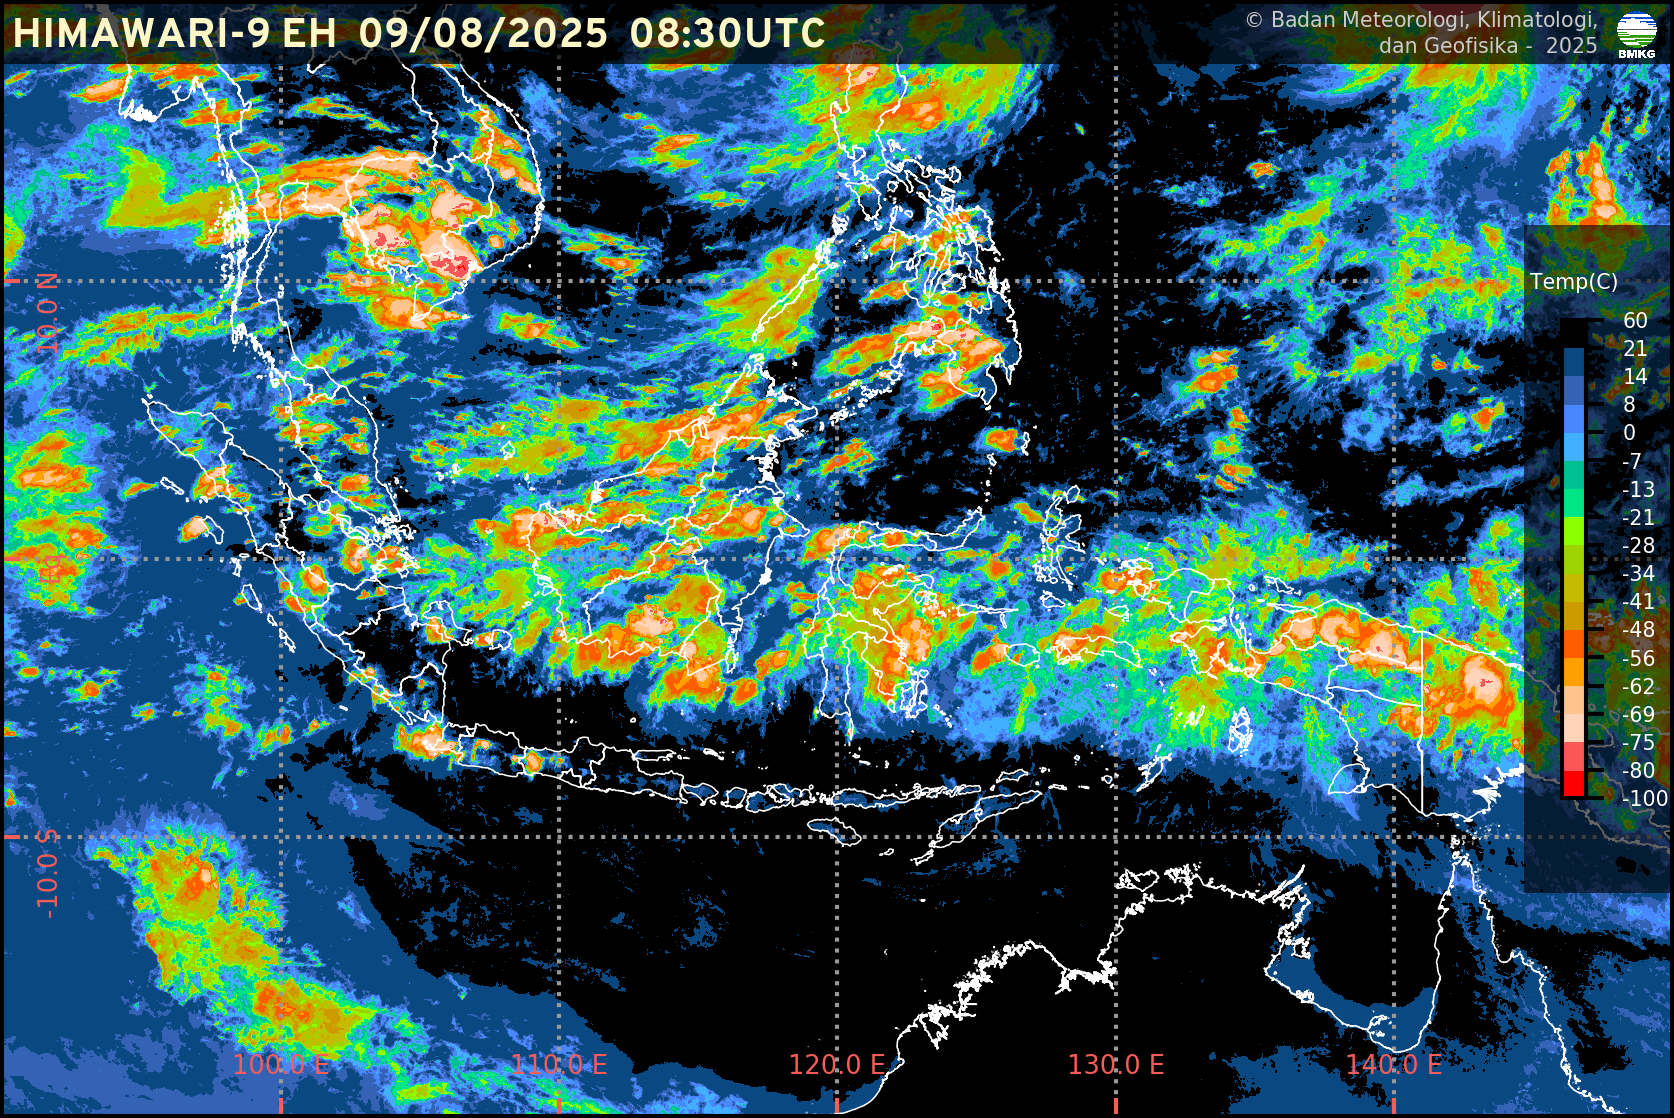 HIMAWARI-9 EH 09/08/2025 08:30UTC
© Badan Meteorologi, Klimatologi,
dan Geofisika - 2025
BMKG
10.0 N
Eq
-10.0 S
100.0 E
110.0 E
120.0 E
130.0 E
140.0 E
Temp(C)
60
21
14
8
0
-7
-13
-21
-28
-34
-41
-48
-56
-62
-69
-75
-80
-100